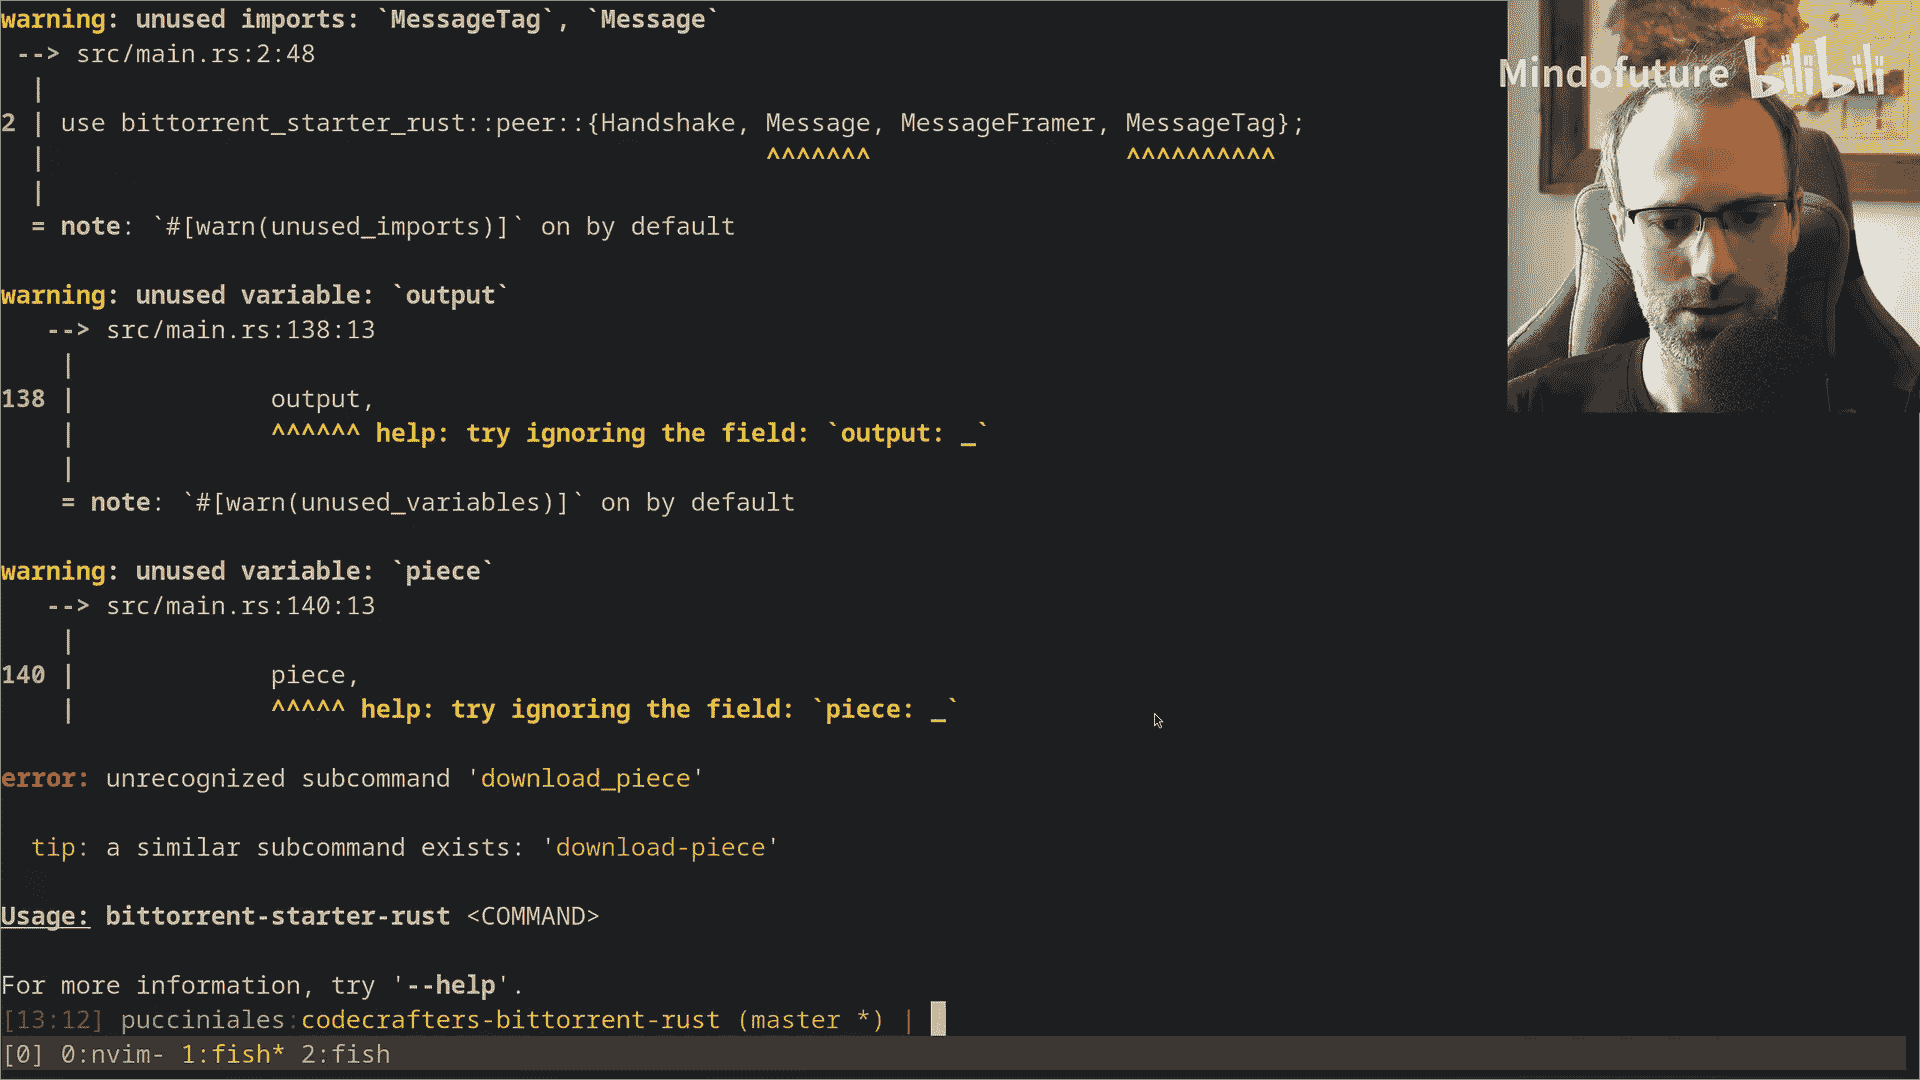 warning: unused imports: `MessageTag`, `Message`
 --> src/main.rs:2:48
  |
2 | use bittorrent_starter_rust::peer::{Handshake, Message, MessageFramer, MessageTag};
  |                                                ^^^^^^^                 ^^^^^^^^^^
  |
  = note: `#[warn(unused_imports)]` on by default
warning: unused variable: `output`
   --> src/main.rs:138:13
    |
138 |             output,
    |             ^^^^^^ help: try ignoring the field: `output: _`
    |
    = note: `#[warn(unused_variables)]` on by default
warning: unused variable: `piece`
   --> src/main.rs:140:13
    |
140 |             piece,
    |             ^^^^^ help: try ignoring the field: `piece: _`
error: unrecognized subcommand 'download_piece'
  tip: a similar subcommand exists: 'download-piece'
Usage: bittorrent-starter-rust <COMMAND>
For more information, try '--help'.
[13:12] pucciniales:codecrafters-bittorrent-rust (master *) |
[0] 0:nvim- 1:fish* 2:fish
Mindofuture bilibili